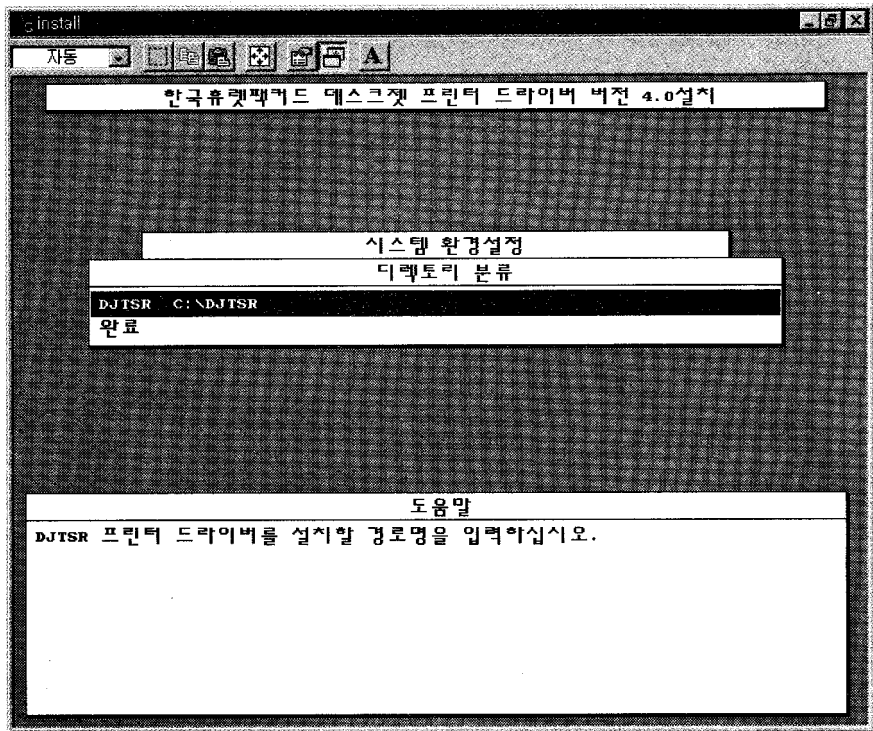 install
자동
A
한국휴렛팩커드 데스크젯 프린터 드라이버 버전 4.0설치
시스템 환경설정
디렉토리 분류
DJTSR C:\DJTSR
완료
도움말
DJTSR 프린터 드라이버를 설치할 경로명을 입력하십시오.